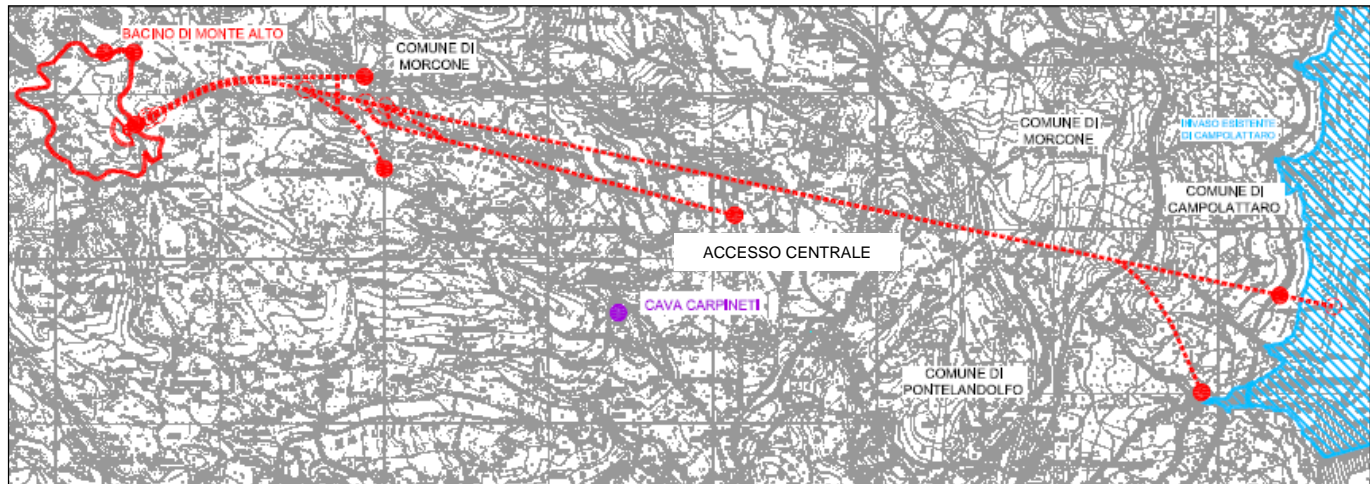 BACINO DI MONTE ALTO
COMUNE DI
MORCONE
COMUNE DI
MORCONE
INVASO ESISTENTE
DI CAMPOLATTARO
COMUNE DI
CAMPOLATTARO
ACCESSO CENTRALE
CAVA CARPINETI
COMUNE DI
PONTELANDOLFO